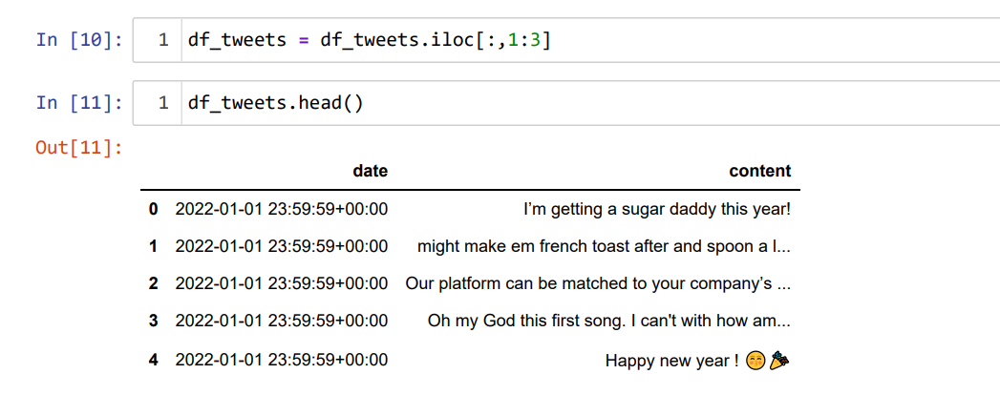 In [10]: 1 df_tweets = df_tweets.iloc[:,1:3]
In [11]: 1 df_tweets.head()
Out[11]:
date content
0 2022-01-01 23:59:59+00:00 I’m getting a sugar daddy this year!
1 2022-01-01 23:59:59+00:00 might make em french toast after and spoon a l...
2 2022-01-01 23:59:59+00:00 Our platform can be matched to your company’s ...
3 2022-01-01 23:59:59+00:00 Oh my God this first song. I can't with how am...
4 2022-01-01 23:59:59+00:00 Happy new year ! 😚 🎉